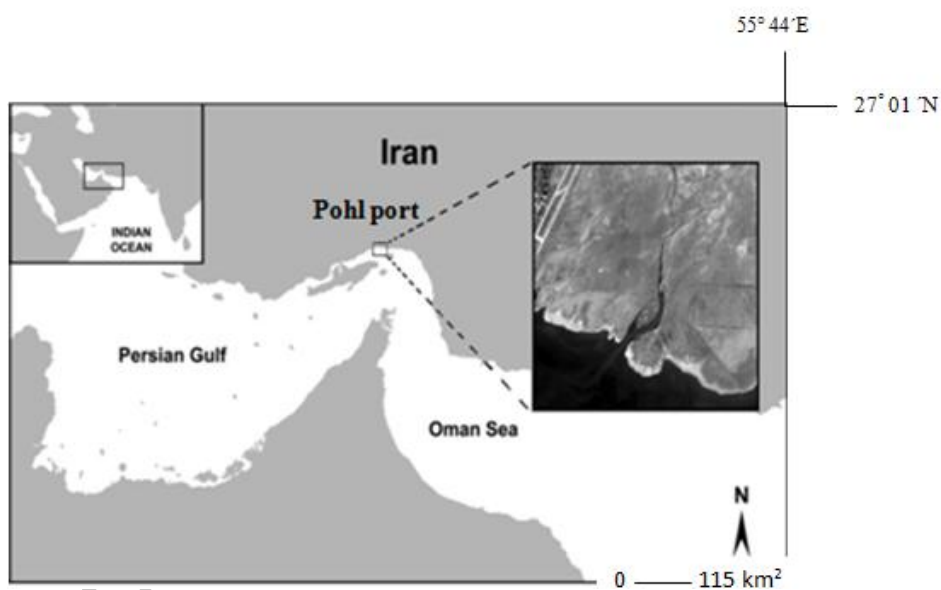 55° 44´E
27° 01 ´N
Iran
Pohl port
INDIAN
OCEAN
Persian Gulf
Oman Sea
N
0 115 km²